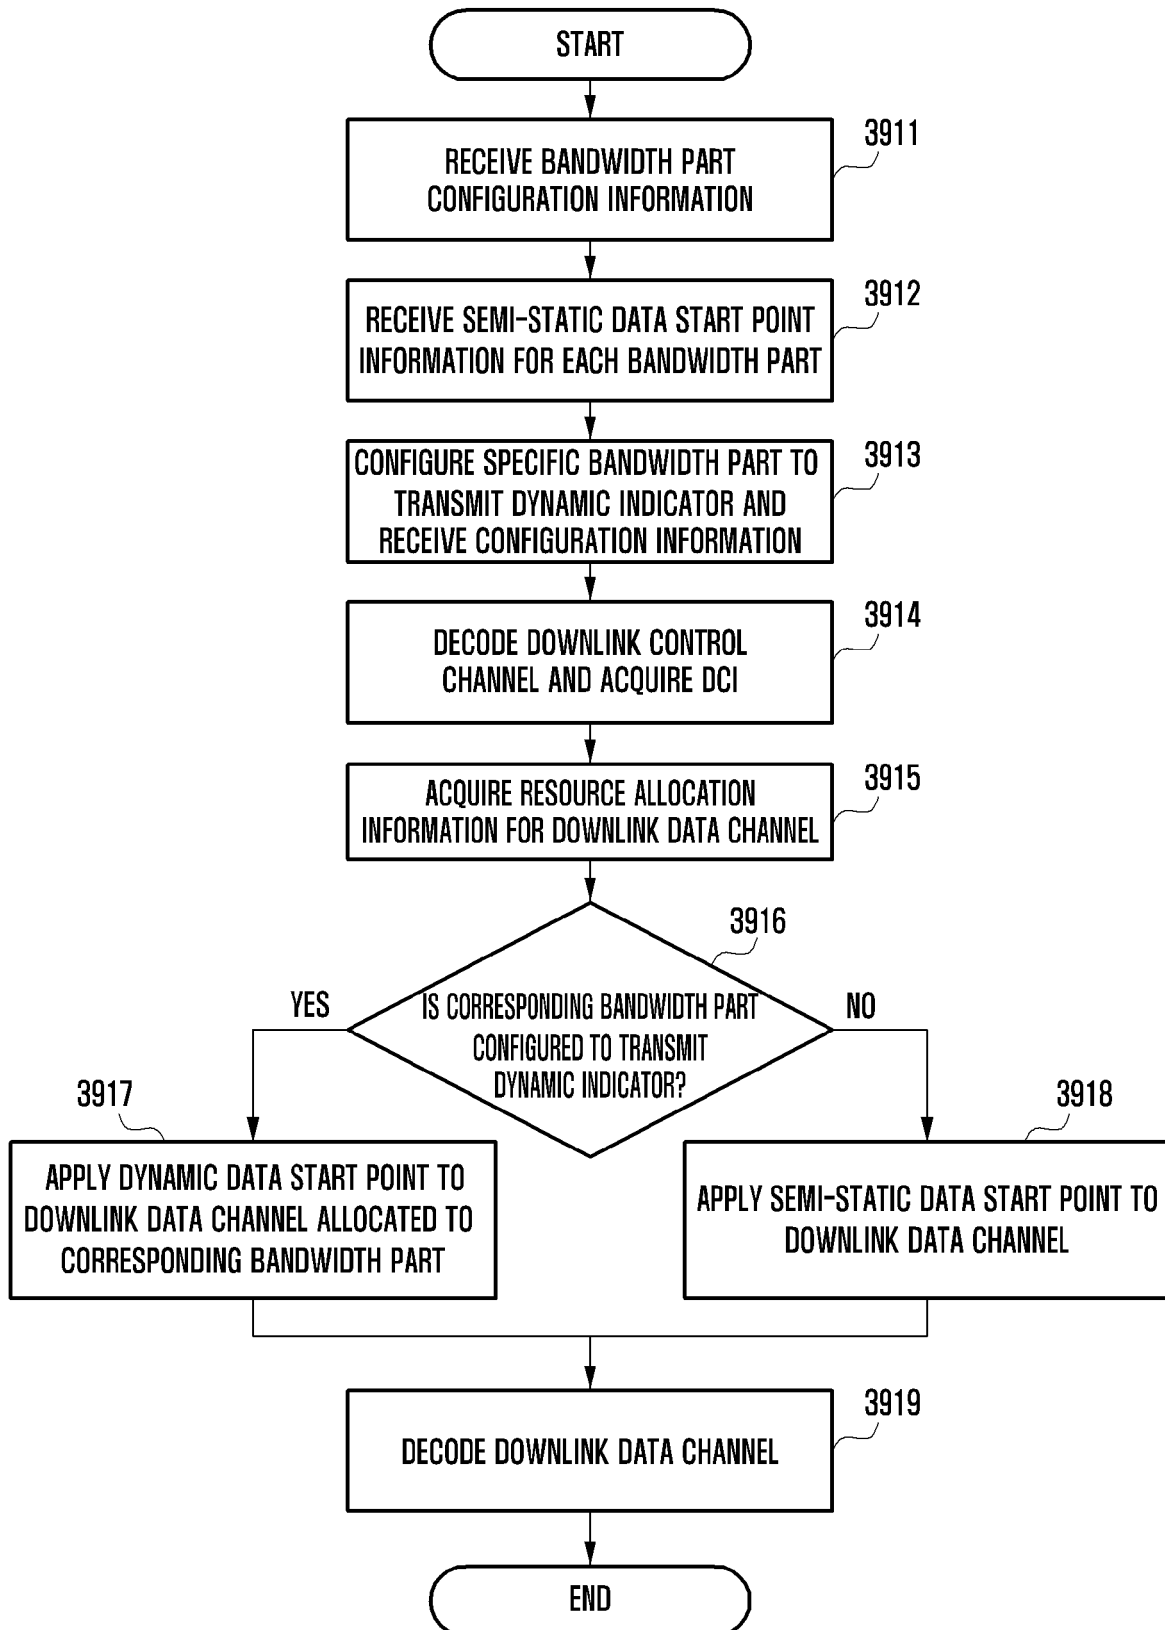 START
3911
RECEIVE BANDWIDTH PART
CONFIGURATION INFORMATION
3912
RECEIVE SEMI-STATIC DATA START POINT
INFORMATION FOR EACH BANDWIDTH PART
3913
CONFIGURE SPECIFIC BANDWIDTH PART TO
TRANSMIT DYNAMIC INDICATOR AND
RECEIVE CONFIGURATION INFORMATION
3914
DECODE DOWNLINK CONTROL
CHANNEL AND ACQUIRE DCI
3915
ACQUIRE RESOURCE ALLOCATION
INFORMATION FOR DOWNLINK DATA CHANNEL
3916
IS CORRESPONDING BANDWIDTH PART
CONFIGURED TO TRANSMIT
DYNAMIC INDICATOR?
YES
NO
3917
APPLY DYNAMIC DATA START POINT TO
DOWNLINK DATA CHANNEL ALLOCATED TO
CORRESPONDING BANDWIDTH PART
3918
APPLY SEMI-STATIC DATA START POINT TO
DOWNLINK DATA CHANNEL
3919
DECODE DOWNLINK DATA CHANNEL
END